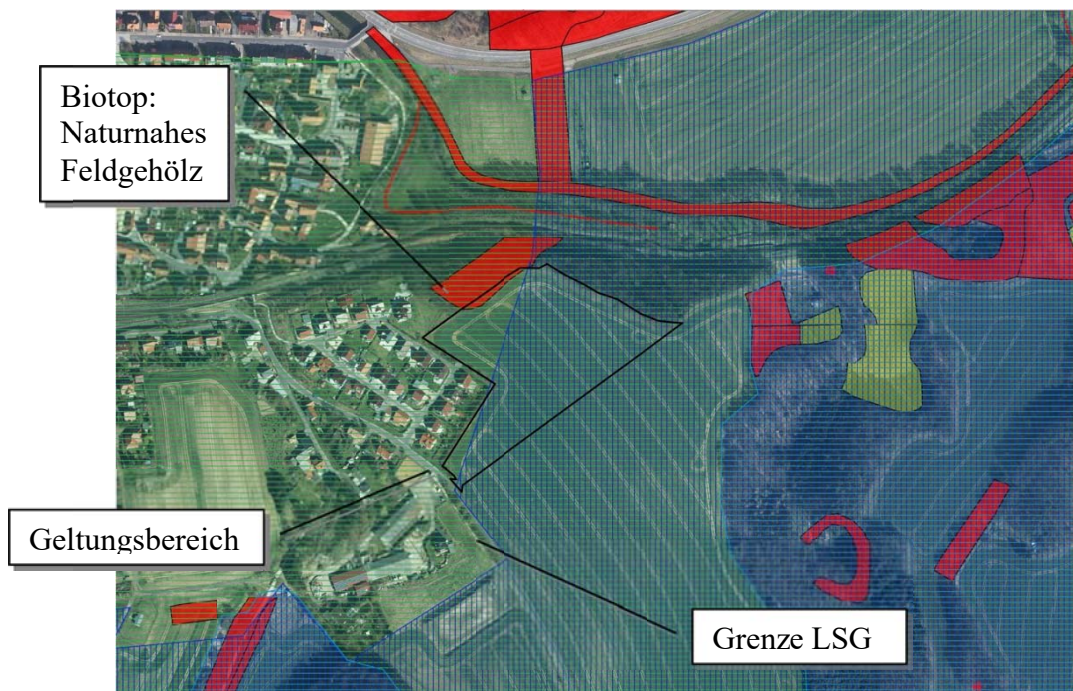 Biotop:
Naturnahes
Feldgehölz
Geltungsbereich
Grenze LSG